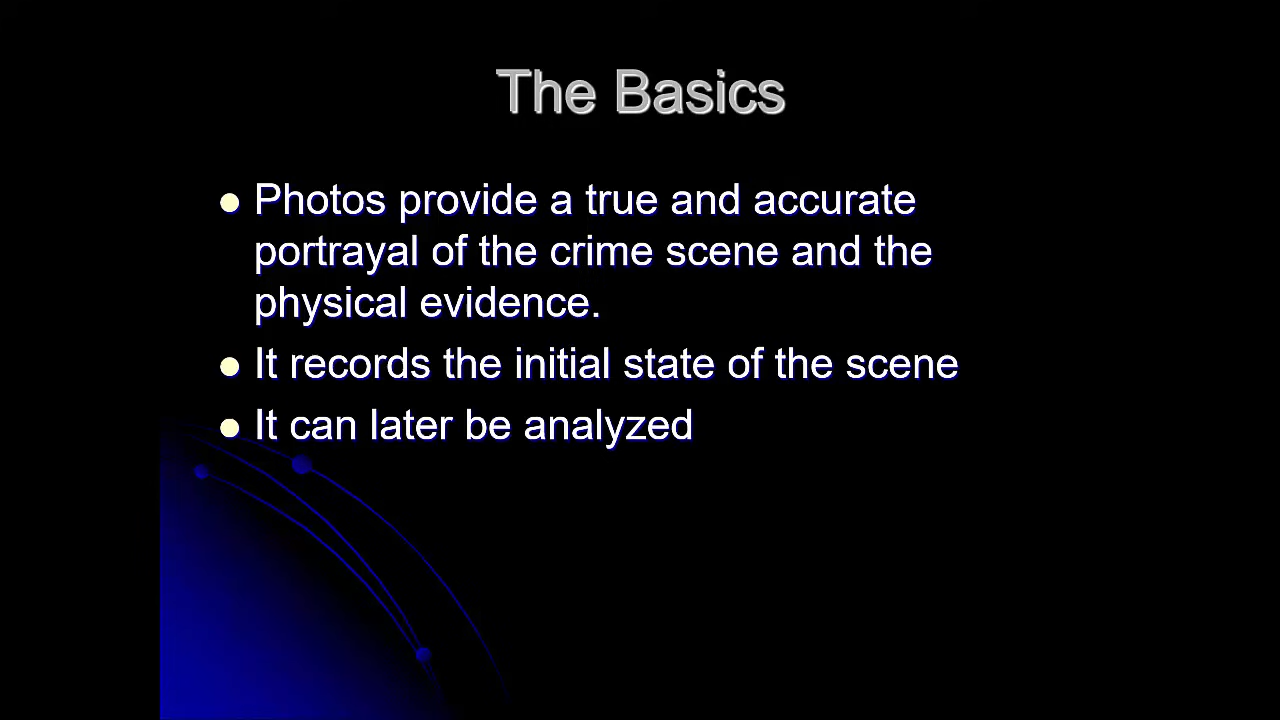 The Basics
Photos provide a true and accurate
portrayal of the crime scene and the
physical evidence.
It records the initial state of the scene
It can later be analyzed